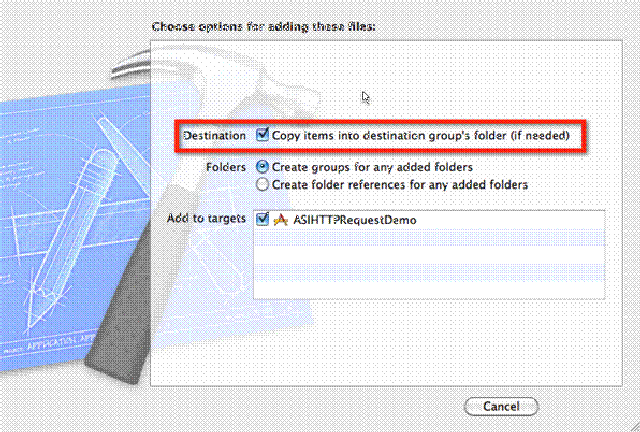 Choose options for adding these files:
Destination Copy items into destination group's folder (if needed)
Folders Create groups for any added folders
Create folder references for any added folders
Add to targets ASIHTTPRequestDemo
APPLICATION APP
Cancel